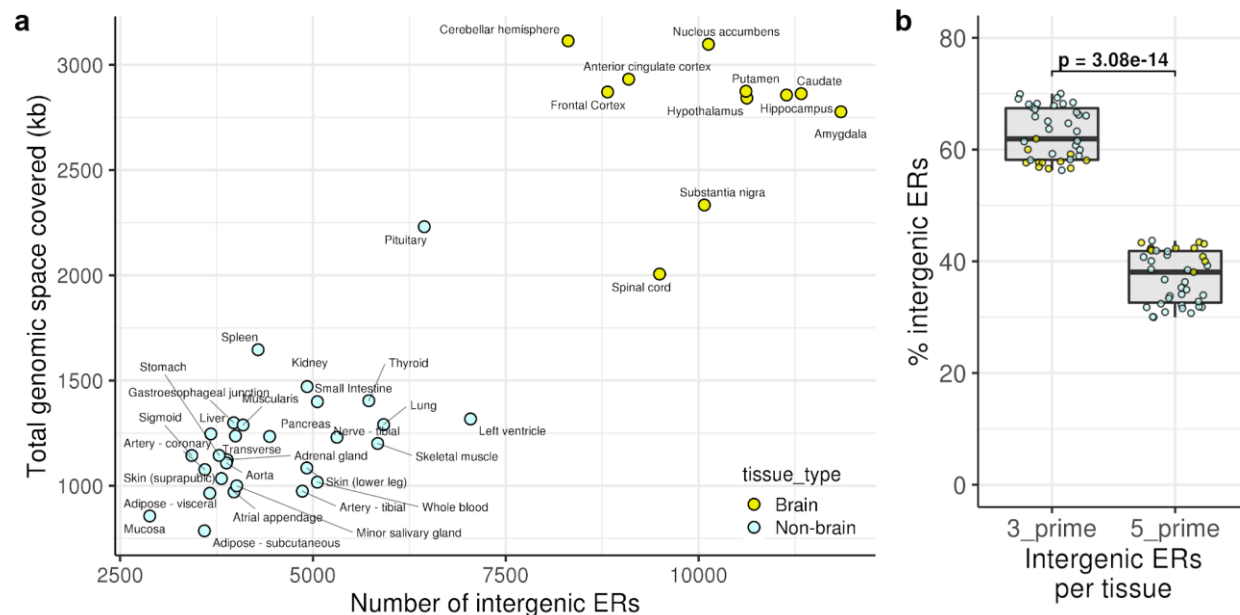 a
Total genomic space covered (kb)
3000
2500
2000
1500
1000
2500
5000
7500
10000
Number of intergenic ERs
Cerebellar hemisphere
Nucleus accumbens
Anterior cingulate cortex
Frontal Cortex
Putamen
Caudate
Hypothalamus
Hippocampus
Amygdala
Substantia nigra
Pituitary
Spinal cord
Spleen
Stomach
Kidney
Thyroid
Gastroesophageal junction
Small Intestine
Muscularis
Sigmoid
Liver
Lung
Pancreas
Nerve - tibial
Left ventricle
Artery - coronary
Transverse
Adrenal gland
Skeletal muscle
Skin (suprapubic)
Aorta
Skin (lower leg)
Adipose - visceral
Artery - tibial
Whole blood
Mucosa
Atrial appendage
Minor salivary gland
Adipose - subcutaneous
tissue_type
Brain
Non-brain
b
% intergenic ERs
80
60
40
20
0
p = 3.08e-14
3_prime
5_prime
Intergenic ERs
per tissue